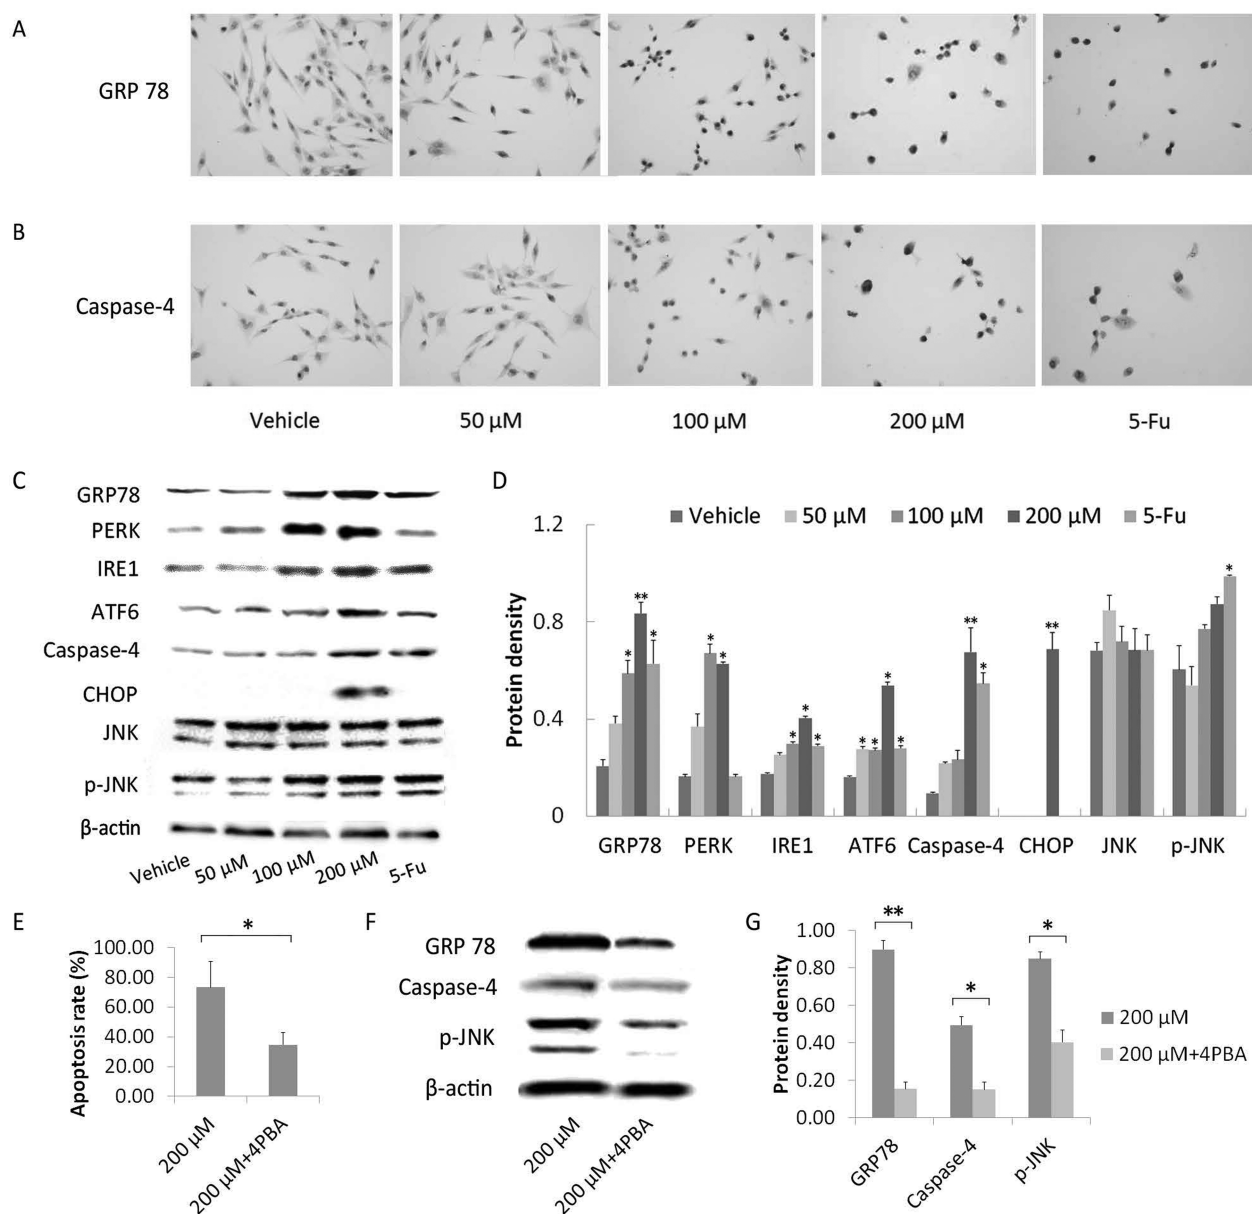 A
GRP 78
B
Caspase-4
Vehicle 50 μM 100 μM 200 μM 5-Fu
C
GRP78
PERK
IRE1
ATF6
Caspase-4
CHOP
JNK
p-JNK
β-actin
Vehicle 50 μM 100 μM 200 μM 5-Fu
D
Vehicle 50 μM 100 μM 200 μM 5-Fu
Protein density
1.2
0.8
0.4
0
* ** *
* *
* * *
* * * *
** *
**
*
GRP78 PERK IRE1 ATF6 Caspase-4 CHOP JNK p-JNK
E
*
Apoptosis rate (%)
100.00
80.00
60.00
40.00
20.00
0.00
200 μM
200 μM+4PBA
F
GRP 78
Caspase-4
p-JNK
β-actin
200 μM
200 μM+4PBA
G
** * *
Protein density
1.00
0.80
0.60
0.40
0.20
0.00
GRP78
Caspase-4
p-JNK
200 μM
200 μM+4PBA